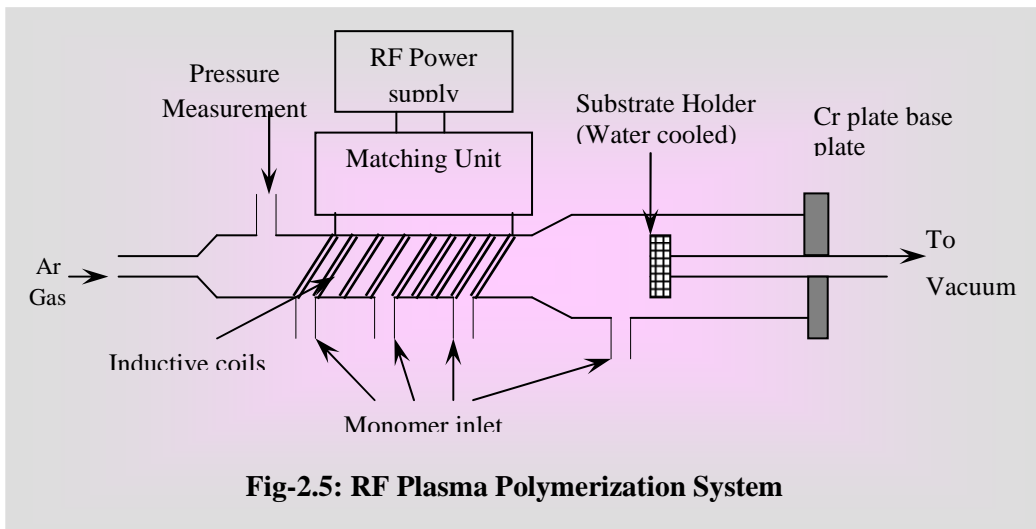 Pressure
Measurement
RF Power
supply
Matching Unit
Substrate Holder
(Water cooled)
Cr plate base
plate
Ar
Gas
To
Vacuum
Inductive coils
Monomer inlet
Fig-2.5: RF Plasma Polymerization System